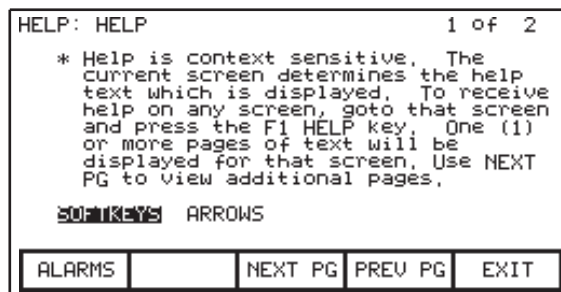 HELP: HELP 1 of 2
* Help is context sensitive. The
current screen determines the help
text which is displayed. To receive
help on any screen, goto that screen
and press the F1 HELP key. One (1)
or more pages of text will be
displayed for that screen. Use NEXT
PG to view additional pages.
SOFTKEYS ARROWS
ALARMS NEXT PG PREV PG EXIT